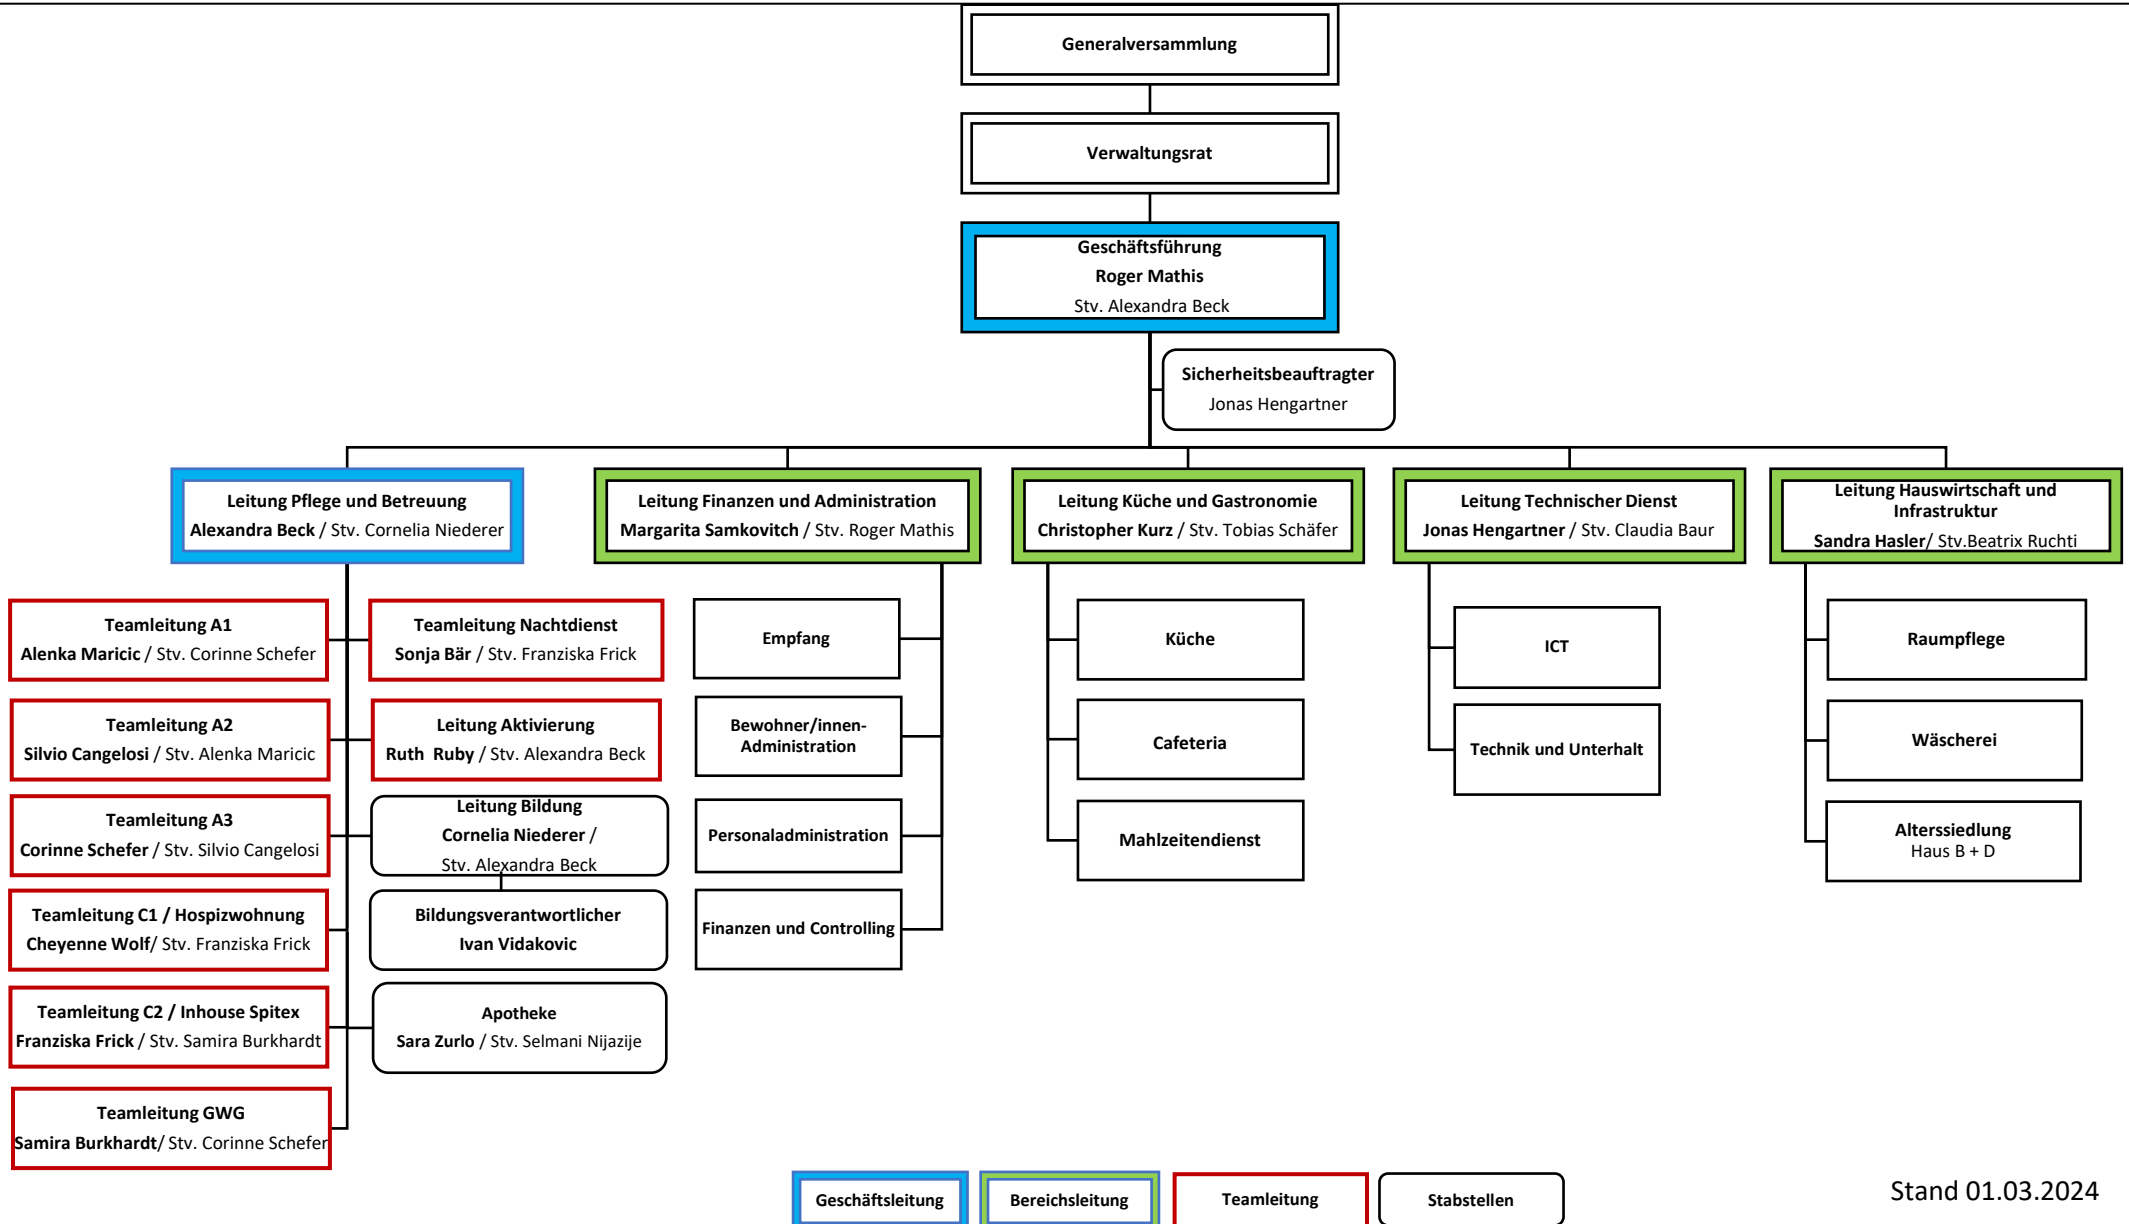 Generalversammlung
Verwaltungsrat
Geschäftsführung
Roger Mathis
Stv. Alexandra Beck
Sicherheitsbeauftragter
Jonas Hengartner
Leitung Pflege und Betreuung
Alexandra Beck / Stv. Cornelia Niederer
Leitung Finanzen und Administration
Margarita Samkovitch / Stv. Roger Mathis
Leitung Küche und Gastronomie
Christopher Kurz / Stv. Tobias Schäfer
Leitung Technischer Dienst
Jonas Hengartner / Stv. Claudia Baur
Leitung Hauswirtschaft und
Infrastruktur
Sandra Hasler/ Stv.Beatrix Ruchti
Teamleitung A1
Alenka Maricic / Stv. Corinne Schefer
Teamleitung A2
Silvio Cangelosi / Stv. Alenka Maricic
Teamleitung A3
Corinne Schefer / Stv. Silvio Cangelosi
Teamleitung C1 / Hospizwohnung
Cheyenne Wolf/ Stv. Franziska Frick
Teamleitung C2 / Inhouse Spitex
Franziska Frick / Stv. Samira Burkhardt
Teamleitung GWG
Samira Burkhardt/ Stv. Corinne Schefer
Teamleitung Nachtdienst
Sonja Bär / Stv. Franziska Frick
Leitung Aktivierung
Ruth Ruby / Stv. Alexandra Beck
Leitung Bildung
Cornelia Niederer /
Stv. Alexandra Beck
Bildungsverantwortlicher
Ivan Vidakovic
Apotheke
Sara Zurlo / Stv. Selmani Nijazije
Empfang
Bewohner/innen-
Administration
Personaladministration
Finanzen und Controlling
Küche
Cafeteria
Mahlzeitendienst
ICT
Technik und Unterhalt
Raumpflege
Wäscherei
Alterssiedlung
Haus B + D
Geschäftsleitung
Bereichsleitung
Teamleitung
Stabstellen
Stand 01.03.2024